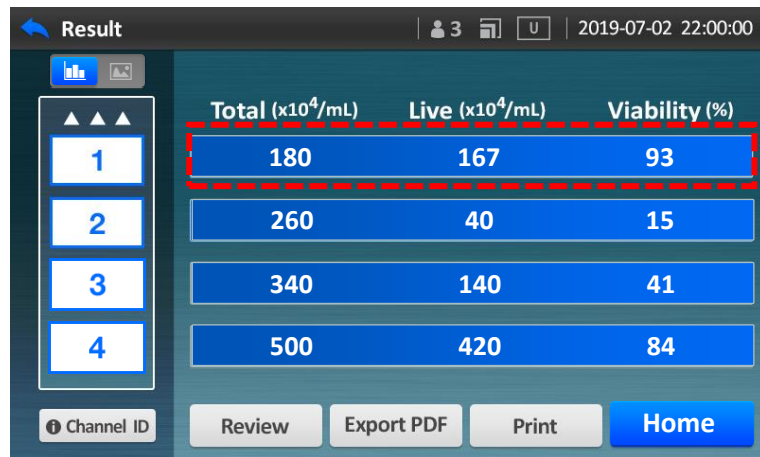 Result 3 U 2019-07-02 22:00:00
Total (x10⁴/mL) Live (x10⁴/mL) Viability (%)
1 180 167 93
2 260 40 15
3 340 140 41
4 500 420 84
Channel ID Review Export PDF Print Home